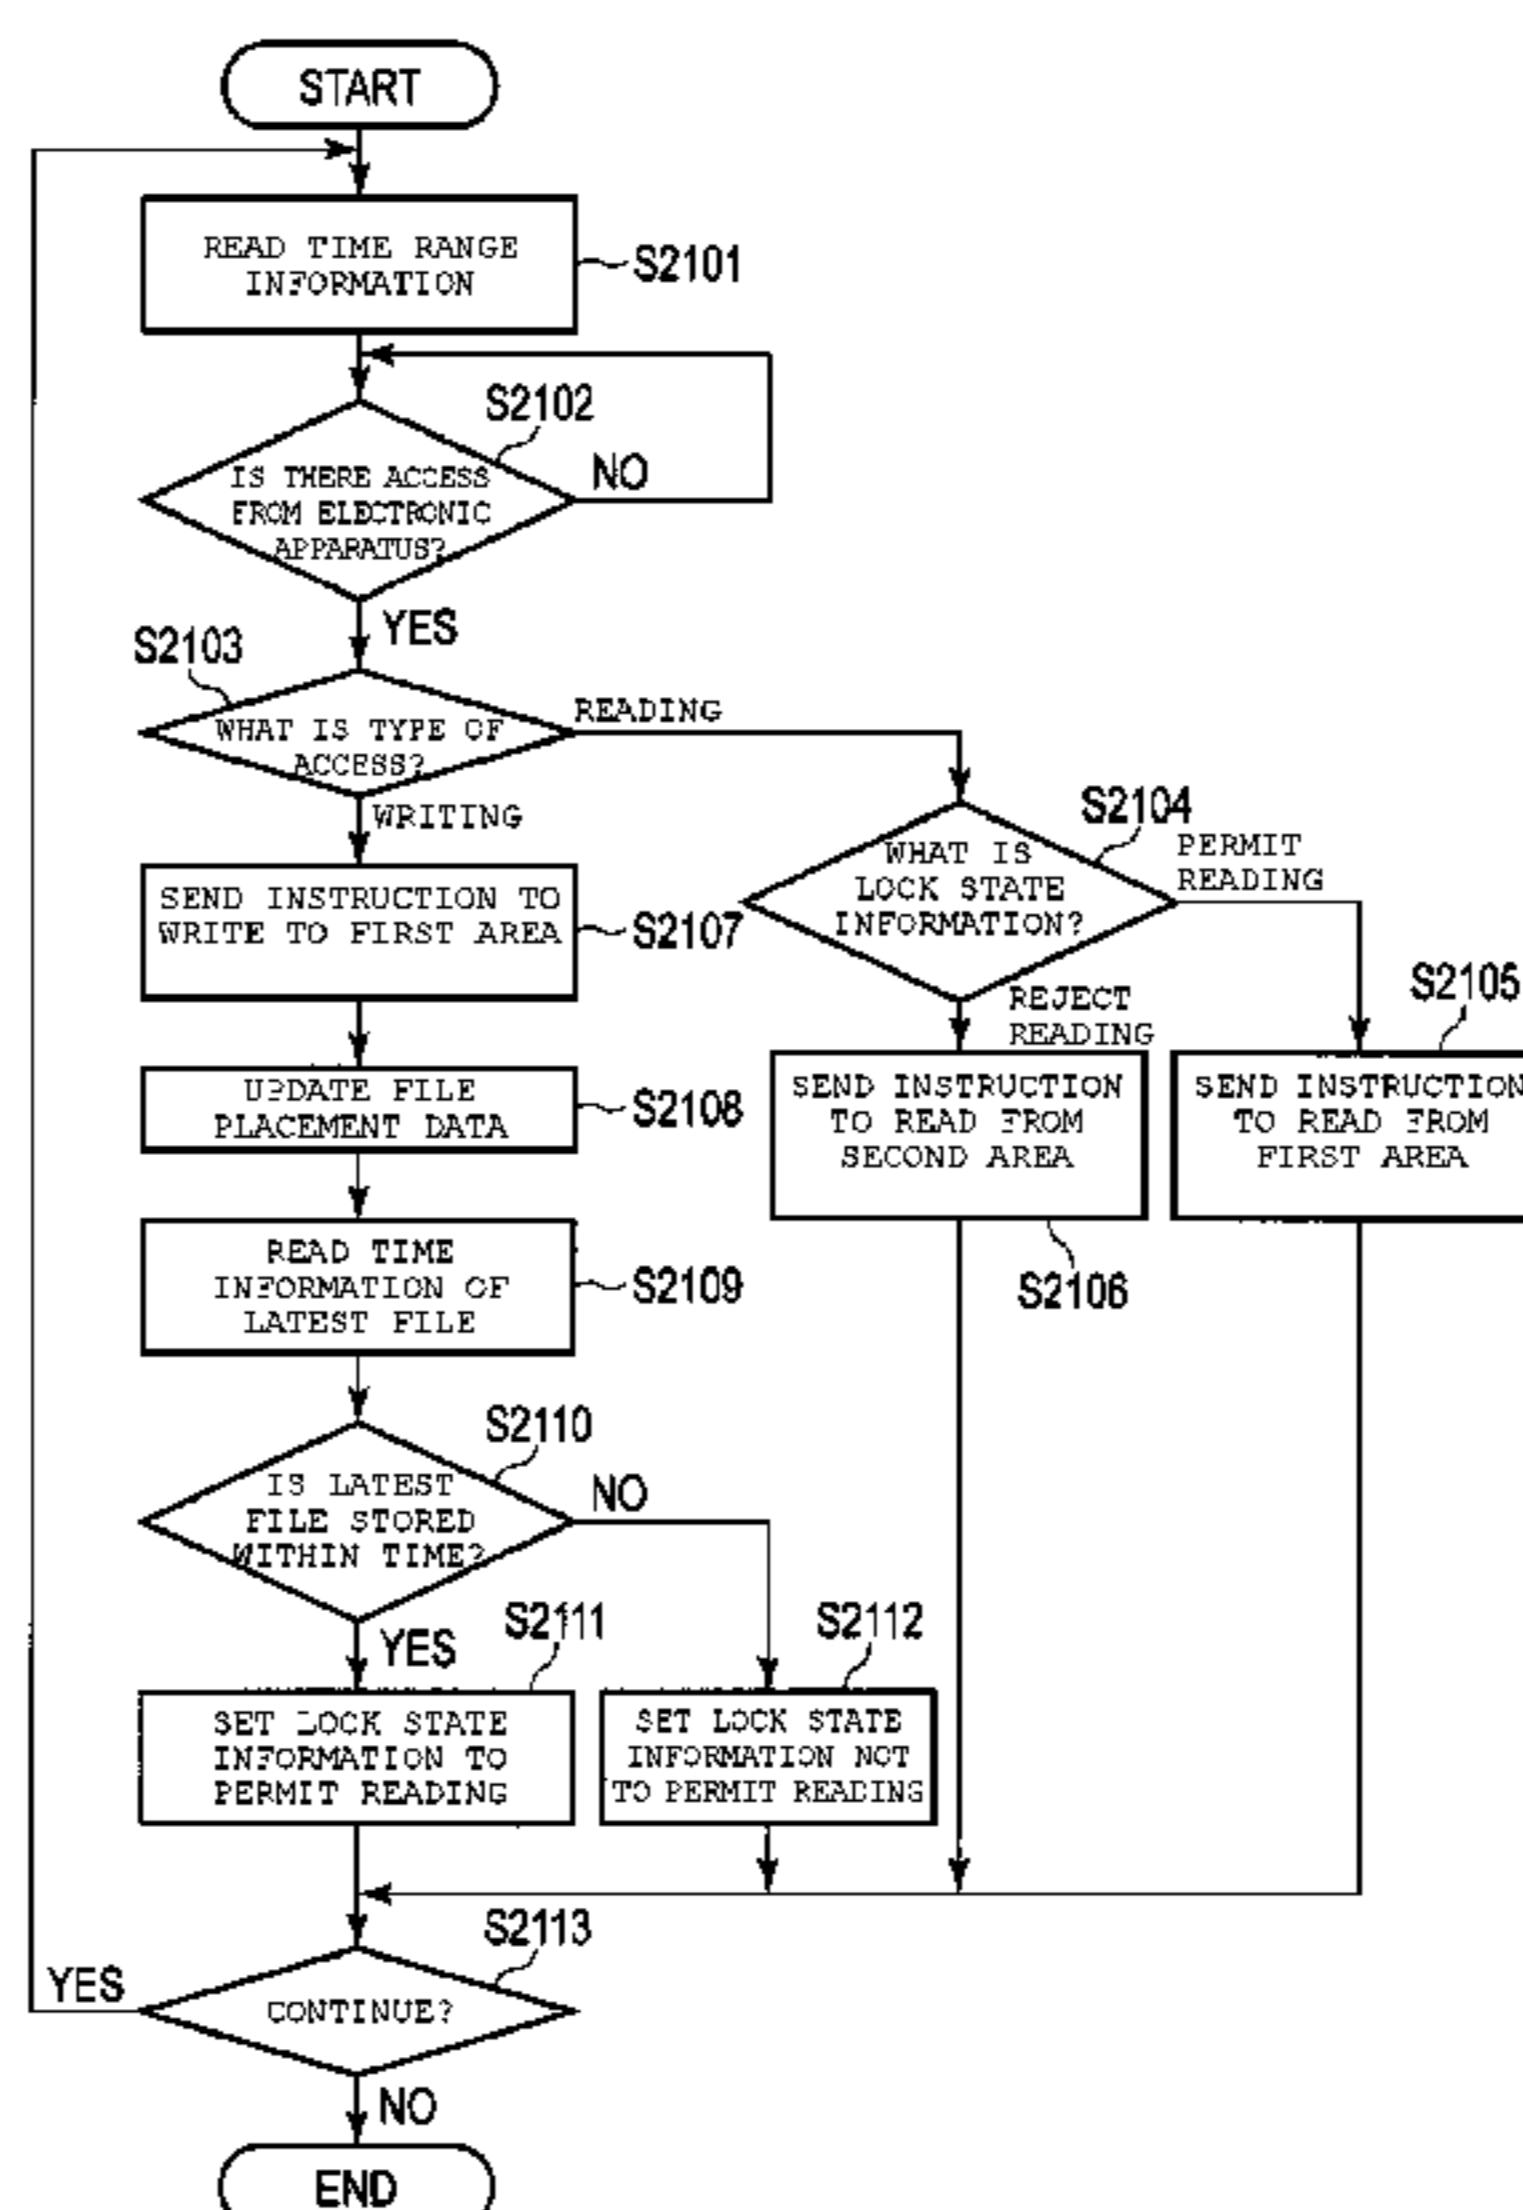 START
READ TIME RANGE
INFORMATION
S2101
S2102
IS THERE ACCESS
FROM ELECTRONIC
APPARATUS?
NO
YES
S2103
WHAT IS TYPE OF
ACCESS?
READING
WRITING
S2104
WHAT IS
LOCK STATE
INFORMATION?
PERMIT
READING
REJECT
READING
S2105
SEND INSTRUCTION TO
WRITE TO FIRST AREA
S2107
SEND INSTRUCTION
TO READ FROM
SECOND AREA
S2106
SEND INSTRUCTION
TO READ FROM
FIRST AREA
UPDATE FILE
PLACEMENT DATA
S2108
READ TIME
INFORMATION OF
LATEST FILE
S2109
S2110
IS LATEST
FILE STORED
WITHIN TIME?
NO
YES
S2111
SET LOCK STATE
INFORMATION TO
PERMIT READING
S2112
SET LOCK STATE
INFORMATION NOT
TO PERMIT READING
S2113
CONTINUE?
YES
NO
END